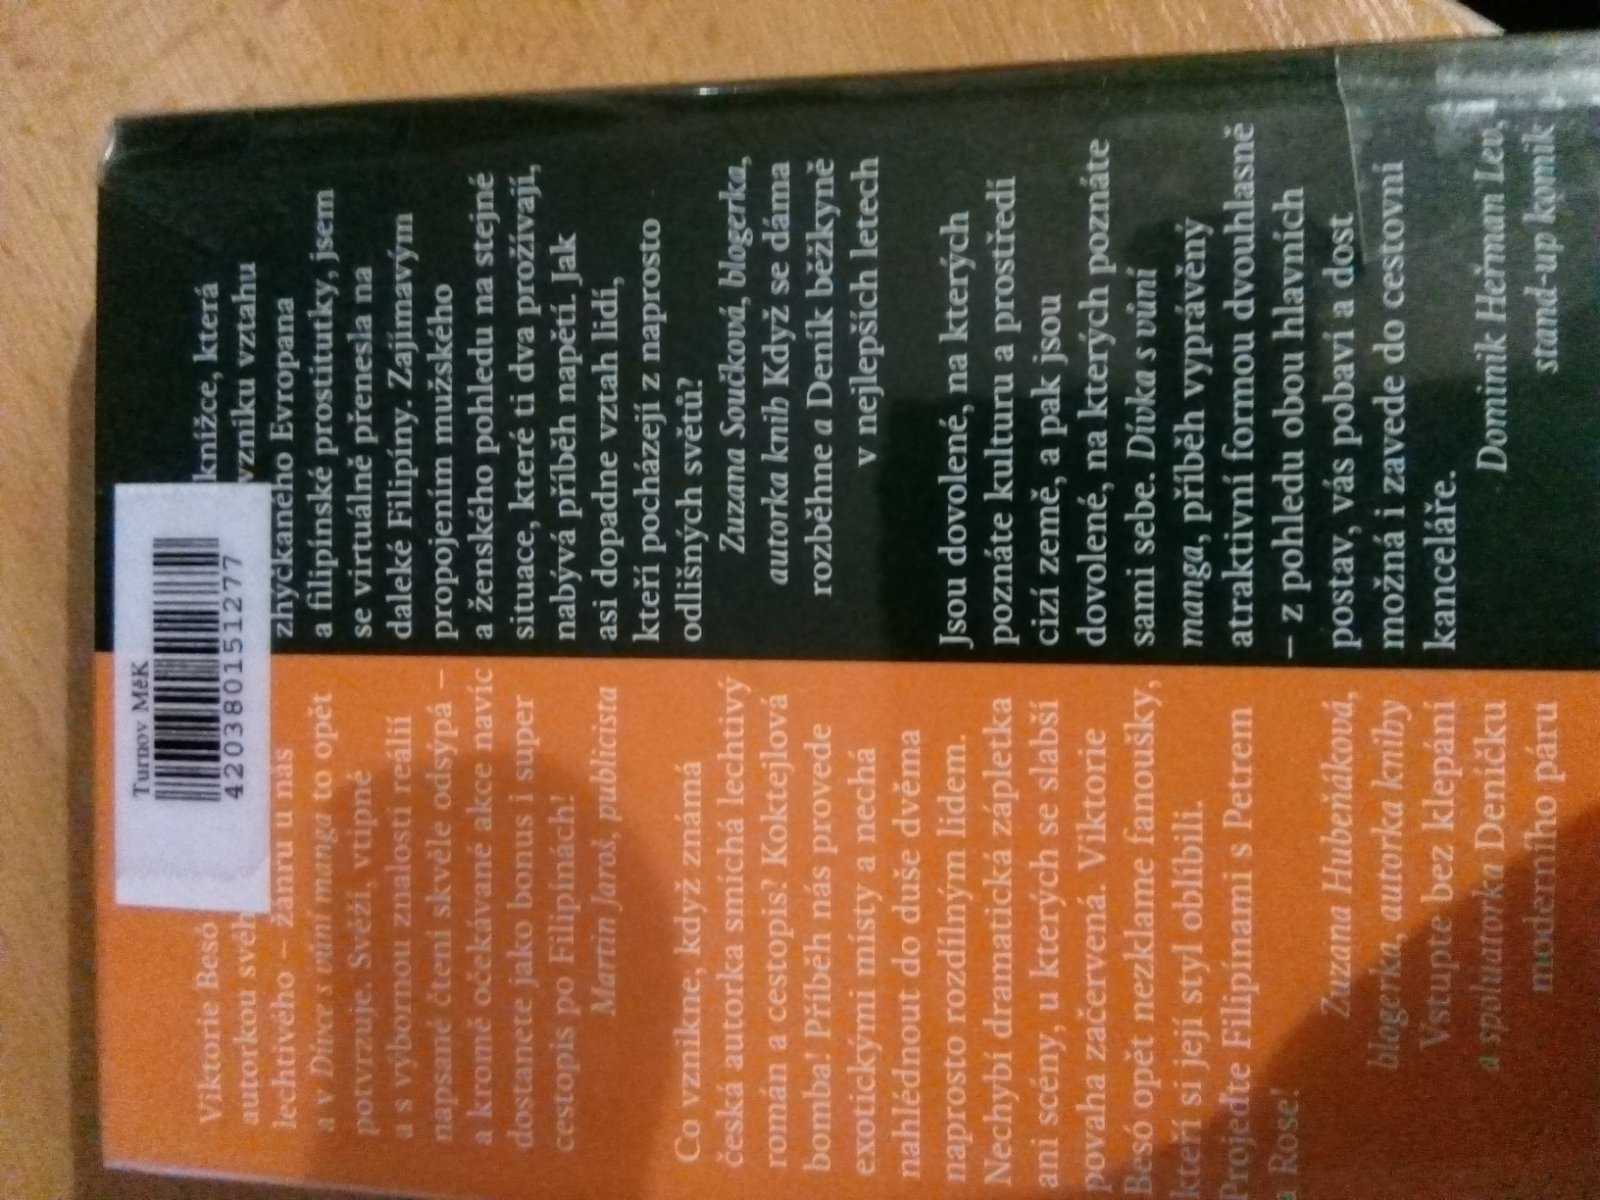 Turnov MěK
4203801512777
Viktorie Besó
autorkou svéh
lechtivého – žánru u nás
a v Dívce s vůní manga to opět
potvrzuje. Svěží, vtipné
a s výbornou znalostí reálií
napsané čtení skvěle odsýpá –
a kromě očekávané akce navíc
dostanete jako bonus i super
cestopis po Filipínách!
Martin Jaroš, publicista
Co vznikne, když známá
česká autorka smíchá lechtivý
román a cestopis? Koktejlová
bomba! Příběh nás provede
exotickými místy a nechá
nahlédnout do duše dvěma
naprosto rozdílným lidem.
Nechybí dramatická zápletka
ani scény, u kterých se slabší
povaha začervená. Viktorie
Besó opět nezklame fanoušky,
kteří si její styl oblíbili.
Projeďte Filipínami s Petrem
a Rose!
Zuzana Hubeňáková,
blogerka, autorka knihy
Vstupte bez klepání
a spoluautorka Deníčku
moderního páru
knížce, která
vzniku vztahu
zhýčkaného Evropana
a filipínské prostitutky, jsem
se virtuálně přenesla na
daleké Filipíny. Zajímavým
propojením mužského
a ženského pohledu na stejné
situace, které ti dva prožívají,
nabývá příběh napětí. Jak
asi dopadne vztah lidí,
kteří pocházejí z naprosto
odlišných světů?
Zuzana Součková, blogerka,
autorka knih Když se dáma
rozběhne a Deník běžkyně
v nejlepších letech
Jsou dovolené, na kterých
poznáte kulturu a prostředí
cizí země, a pak jsou
dovolené, na kterých poznáte
sami sebe. Dívka s vůní
manga, příběh vyprávěný
atraktivní formou dvouhlasně
– z pohledu obou hlavních
postav, vás pobaví a dost
možná i zavede do cestovní
kanceláře.
Dominik Heřman Lev,
stand-up komik